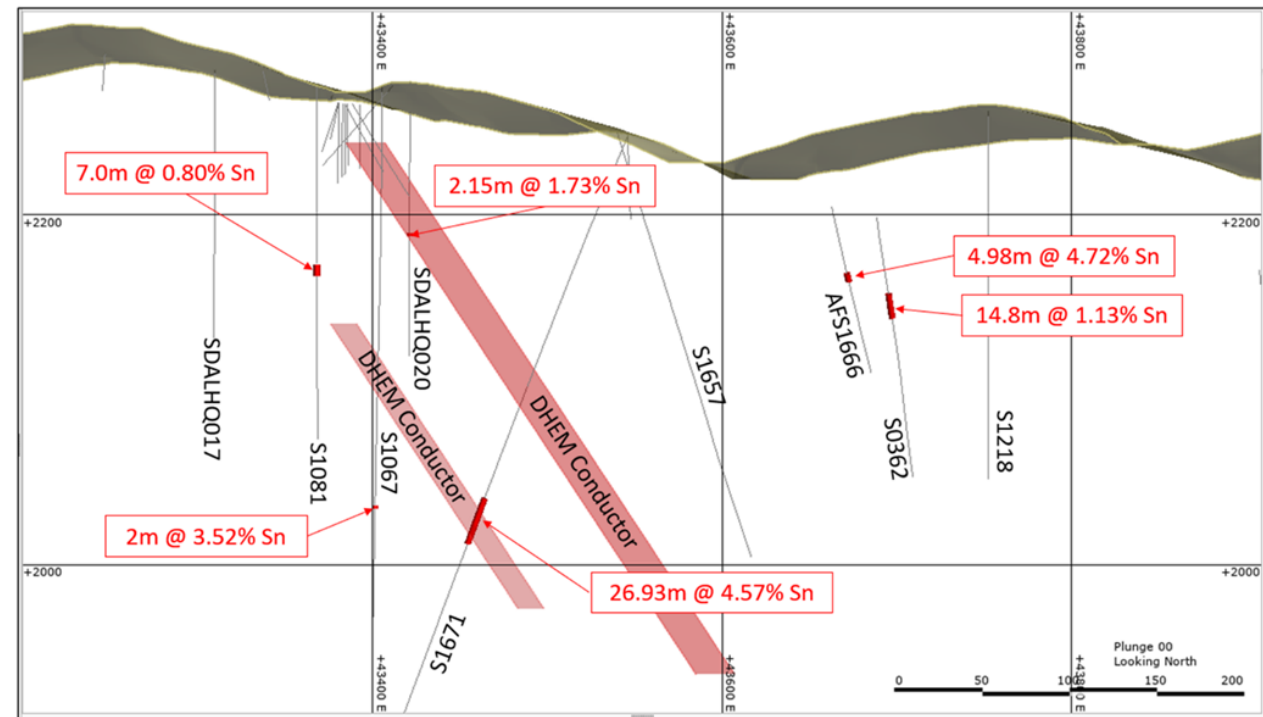 +43400 E
+43600 E
+43800 E
7.0m @ 0.80% Sn
2.15m @ 1.73% Sn
+2200
+2200
4.98m @ 4.72% Sn
14.8m @ 1.13% Sn
SDALHQ017
S1081
S1067
SDALHQ020
DHEM Conductor
DHEM Conductor
S1657
AFS1666
S0362
S1218
2m @ 3.52% Sn
+2000
+2000
26.93m @ 4.57% Sn
S1671
Plunge 00
Looking North
0 50 100 150 200
+43400 E
+43600 E
+43800 E